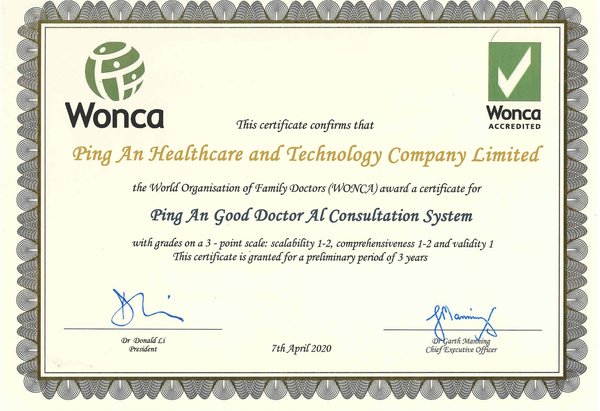 Wonca
Wonca
ACCREDITED
This certificate confirms that
Ping An Healthcare and Technology Company Limited
the World Organisation of Family Doctors (WONCA) award a certificate for
Ping An Good Doctor AI Consultation System
with grades on a 3 - point scale: scalability 1-2, comprehensiveness 1-2 and validity 1
This certificate is granted for a preliminary period of 3 years
Manning
Dr Donald Li
President
7th April 2020
Dr Garth Manning
Chief Executive Officer